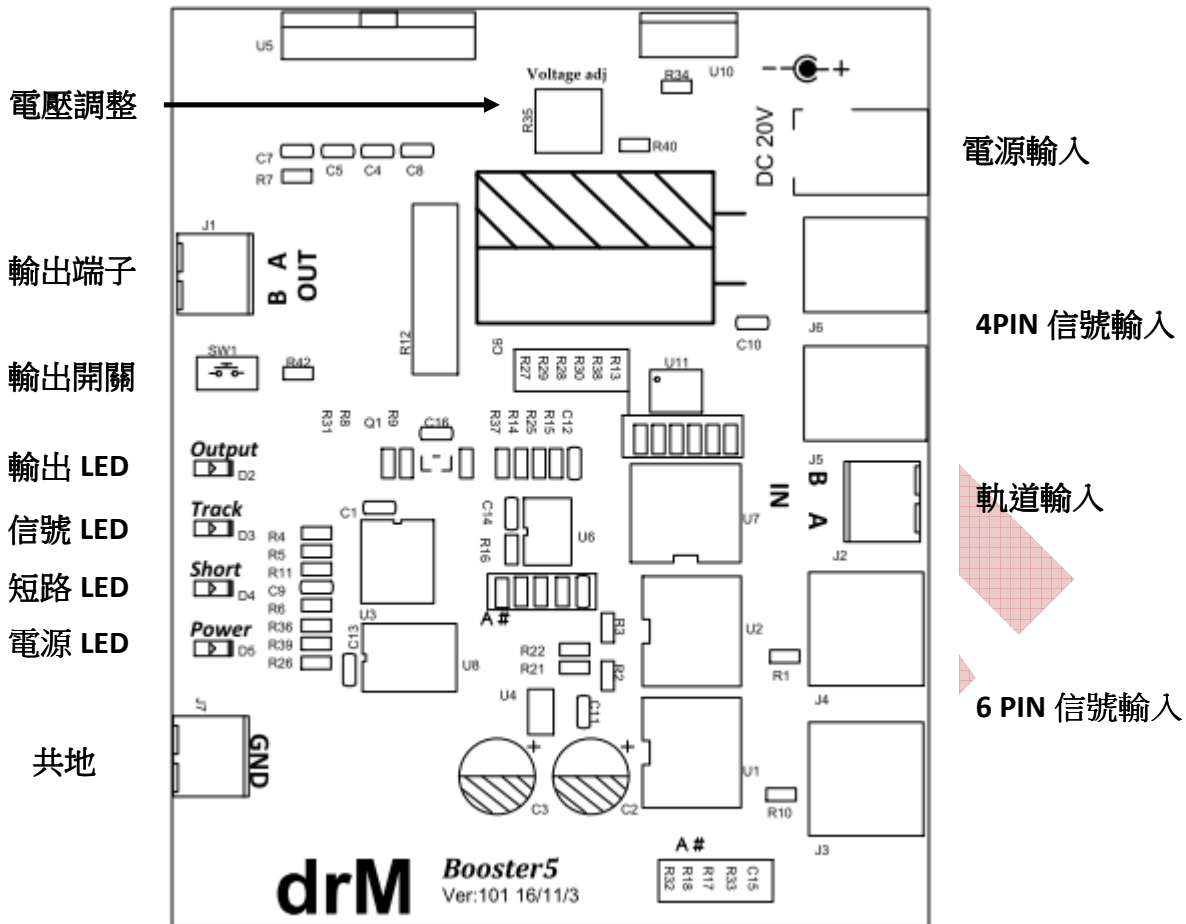 U5
U10
Voltage adj
R34
- +
電壓調整
R35
R40
DC 20V
電源輸入
C7
C5
C4
C8
R7
J1
輸出端子
B A
OUT
R12
J6
4PIN 信號輸入
C10
SW1
R42
輸出開關
C6
R27
R29
R28
R30
R38
R13
U11
R31
R8
Q1
R9
C16
R37
R14
R25
R15
C12
J5
Output
D2
輸出 LED
B A
IN
軌道輸入
Track
D3
信號 LED
C1
R4
C14
U6
U7
J2
R5
R16
Short
D4
短路 LED
R11
C9
R6
U3
A #
R3
U2
Power
D5
電源 LED
R36
R39
R26
C13
U8
R22
R21
R2
R1
J4
U4
C11
6 PIN 信號輸入
J7
GND
共地
+
+
C3
C2
U1
R10
J3
A #
R32
R18
R17
R33
C15
drM
Booster5
Ver:101 16/11/3